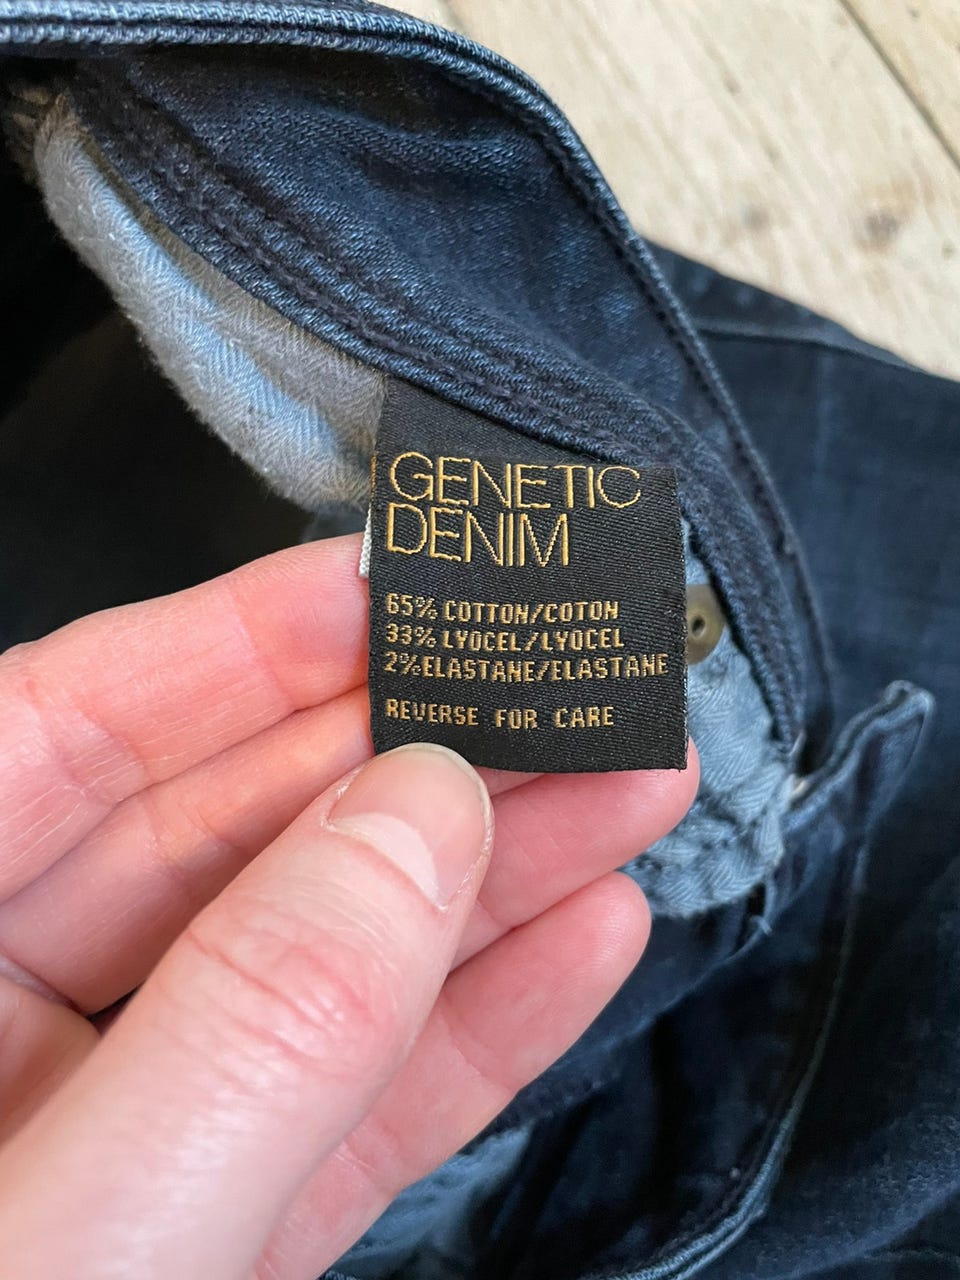 GENETIC
DENIM
65% COTTON/COTON
33% LYOCEL/LYOCEL
2% ELASTANE/ELASTANE
REVERSE FOR CARE